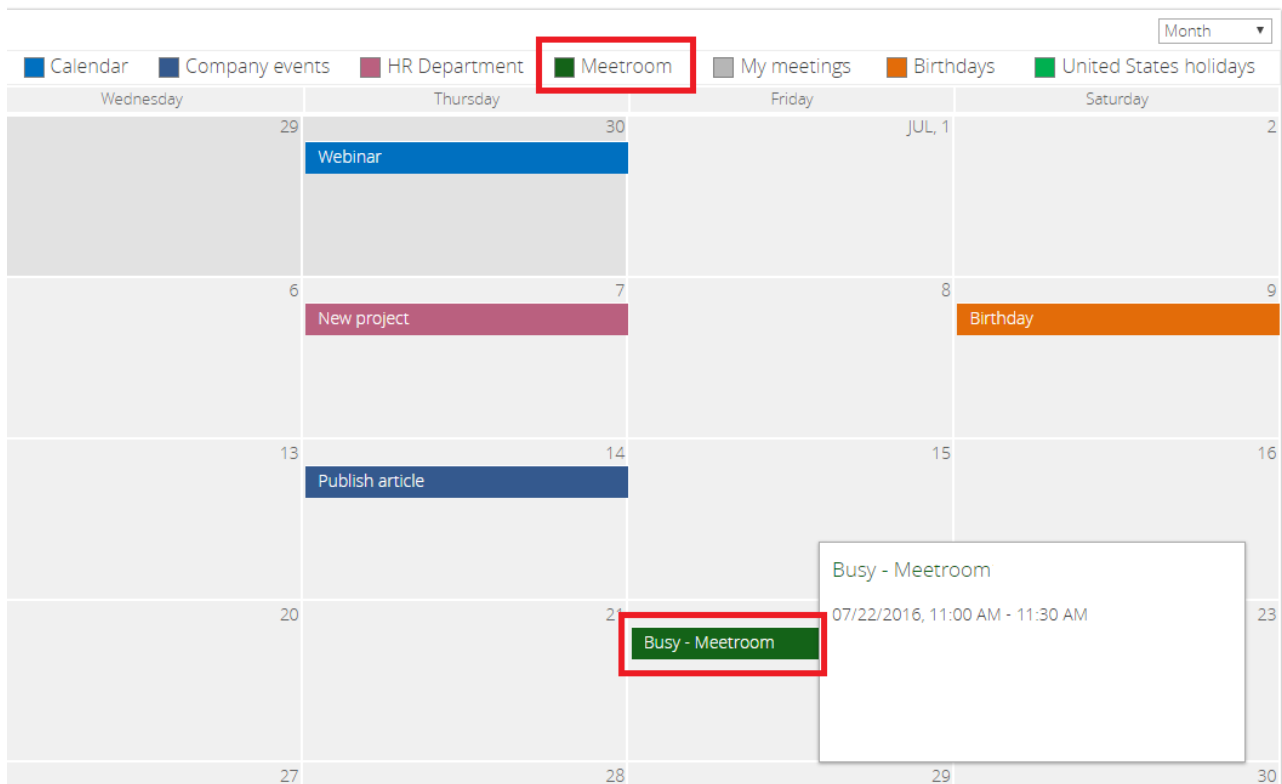 Month
Calendar Company events HR Department Meetroom My meetings Birthdays United States holidays
Wednesday Thursday Friday Saturday
29 30 JUL, 1 2
Webinar
6 7 8 9
New project Birthday
13 14 15 16
Publish article
Busy - Meetroom
07/22/2016, 11:00 AM - 11:30 AM
20 21 23
Busy - Meetroom
27 28 29 30